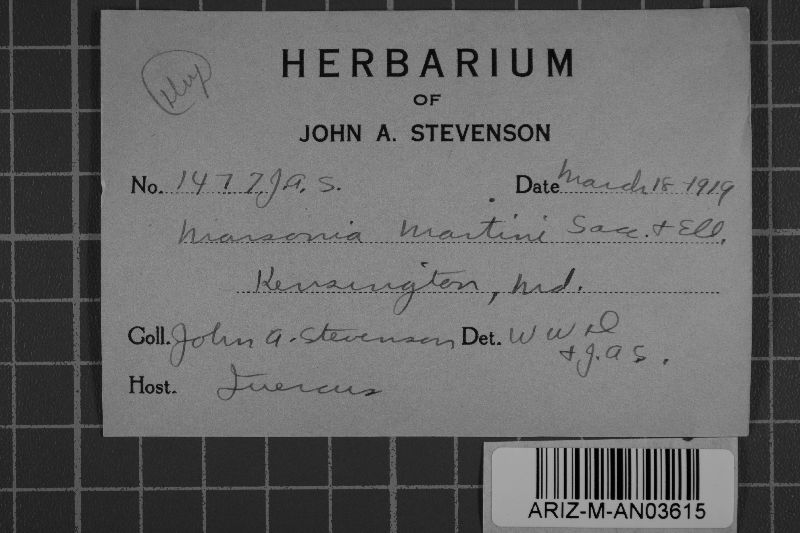 HERBARIUM
OF
JOHN A. STEVENSON
No. 1477 J.A.S. Date March 18 1919
Marsonia Martini Sacc. & Ell.
Kensington, Md.
Coll. John A. Stevenson Det. W W D
& J.A S.
Host. Quercus
ARIZ-M-AN03615